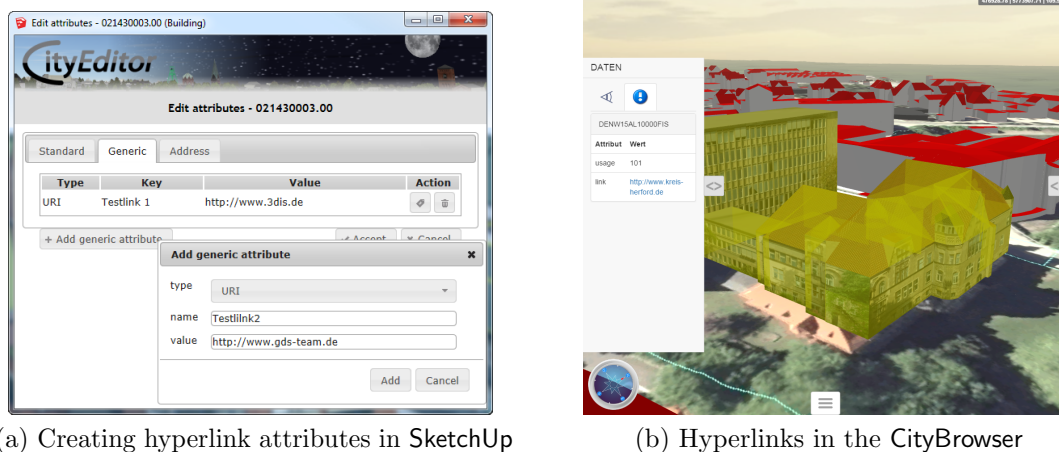 Edit attributes - 021430003.00 (Building)
CityEditor
Edit attributes - 021430003.00
Standard Generic Address
Type Key Value Action
URI Testlink 1 http://www.3dis.de
+ Add generic attribute Accept × Cancel
Add generic attribute ×
type URI
name Testlilnk2
value http://www.gds-team.de
Add Cancel
(a) Creating hyperlink attributes in SketchUp
DATEN
DENW15AL10000FIS
Attribut Wert
usage 101
link http://www.kreis-
herford.de
(b) Hyperlinks in the CityBrowser